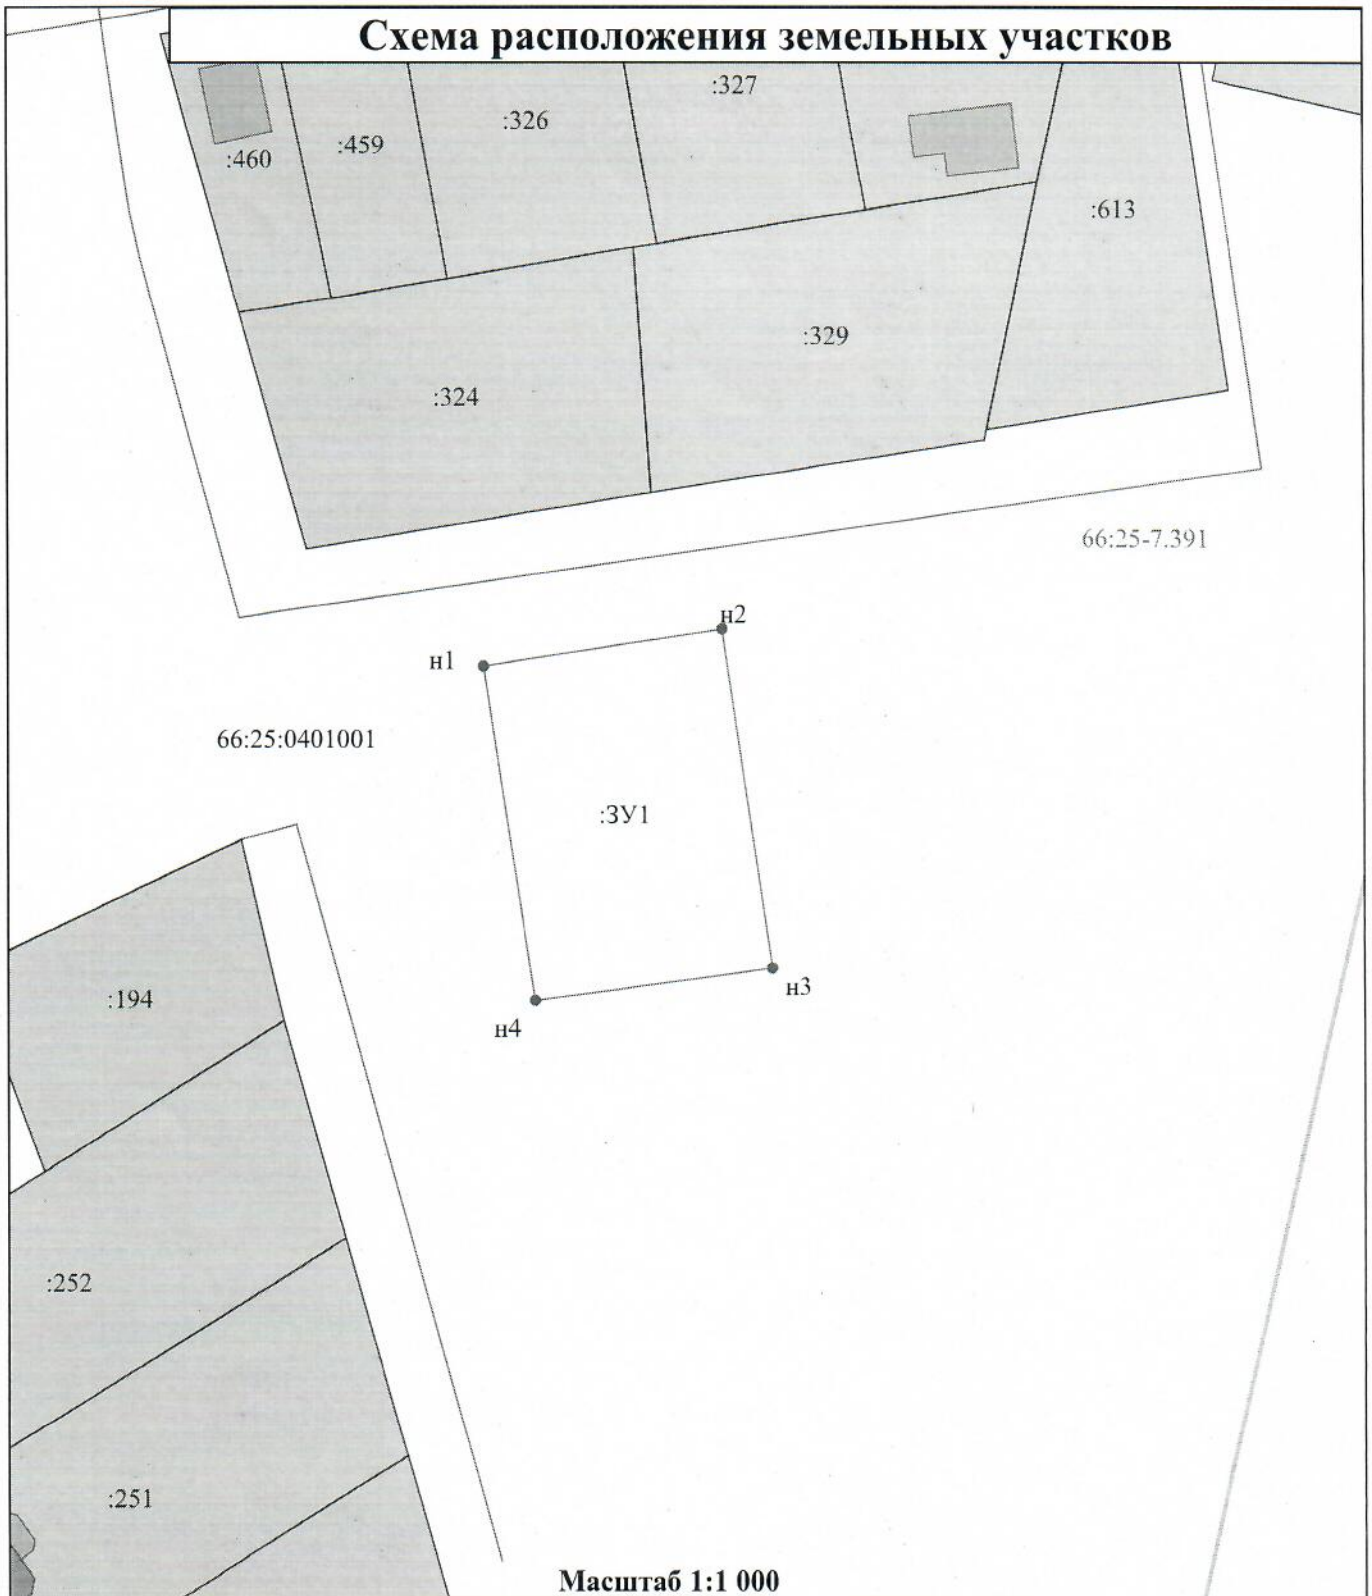 Схема расположения земельных участков
:327
:326
:459
:460
:613
:329
:324
66:25-7.391
н2
н1
66:25:0401001
:ЗУ1
н3
:194
н4
:252
:251
Масштаб 1:1 000